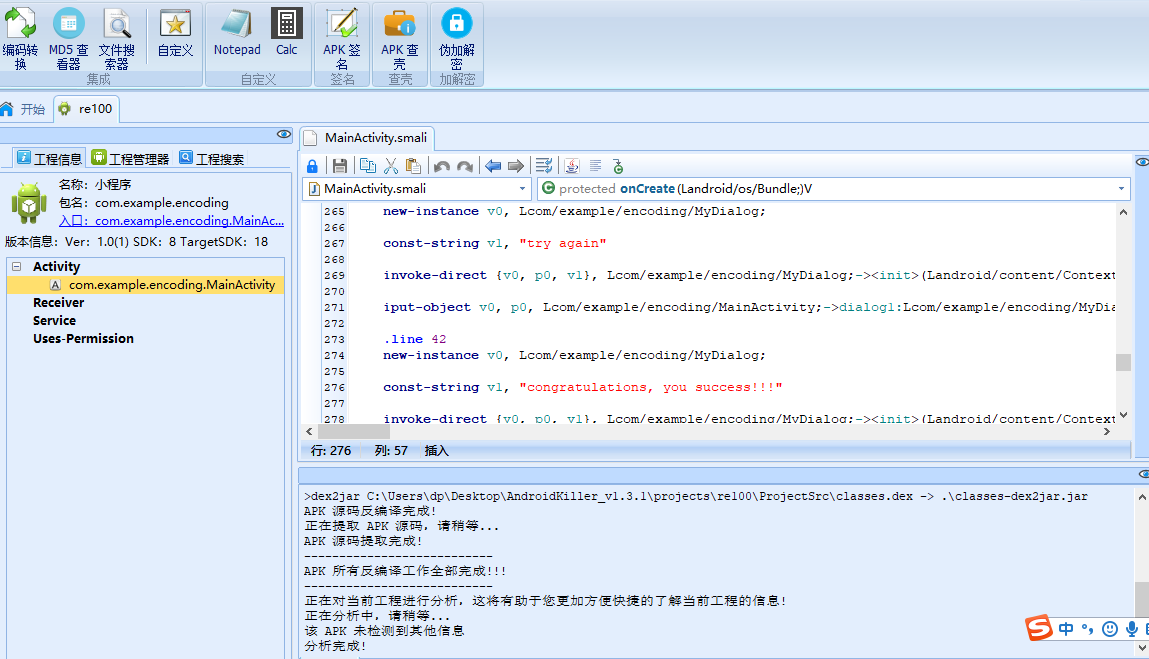 编码转换
MD5 查看器
文件搜索器
自定义
Notepad
Calc
APK 签名
APK 查壳
伪加解密
集成
自定义
签名
查壳
加解密
开始
re100
工程信息
工程管理器
工程搜索
名称：小程序
包名：com.example.encoding
入口：com.example.encoding.MainAc...
版本信息：Ver：1.0(1) SDK：8 TargetSDK：18
Activity
A com.example.encoding.MainActivity
Receiver
Service
Uses-Permission
MainActivity.smali
MainActivity.smali
protected onCreate(Landroid/os/Bundle;)V
265 new-instance v0, Lcom/example/encoding/MyDialog;
266
267 const-string v1, "try again"
268
269 invoke-direct {v0, p0, v1}, Lcom/example/encoding/MyDialog;-><init>(Landroid/content/Context
270
271 iput-object v0, p0, Lcom/example/encoding/MainActivity;->dialog1:Lcom/example/encoding/MyDia
272
273 .line 42
274 new-instance v0, Lcom/example/encoding/MyDialog;
275
276 const-string v1, "congratulations, you success!!!"
277
278 invoke-direct {v0, p0, v1}, Lcom/example/encoding/MyDialog;-><init>(Landroid/content/Context
行: 276 列: 57 插入
>dex2jar C:\Users\dp\Desktop\AndroidKiller_v1.3.1\projects\re100\ProjectSrc\classes.dex -> .\classes-dex2jar.jar
APK 源码反编译完成!
正在提取 APK 源码，请稍等...
APK 源码提取完成!
---------------------------
APK 所有反编译工作全部完成!!!
---------------------------
正在对当前工程进行分析，这将有助于您更加方便快捷的了解当前工程的信息!
正在分析中，请稍等...
该 APK 未检测到其他信息
分析完成!
S 中